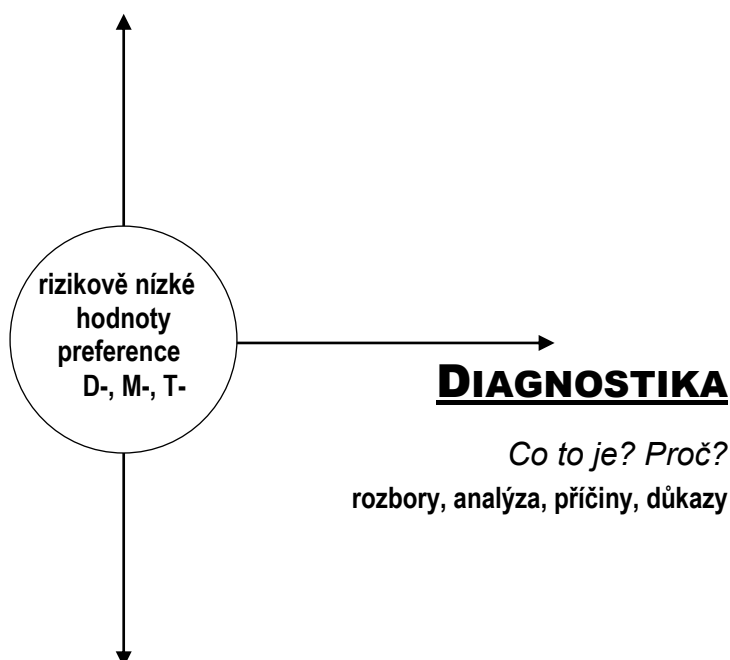 rizikově nízké
hodnoty
preference
D-, M-, T-
DIAGNOSTIKA
Co to je? Proč?
rozbory, analýza, příčiny, důkazy